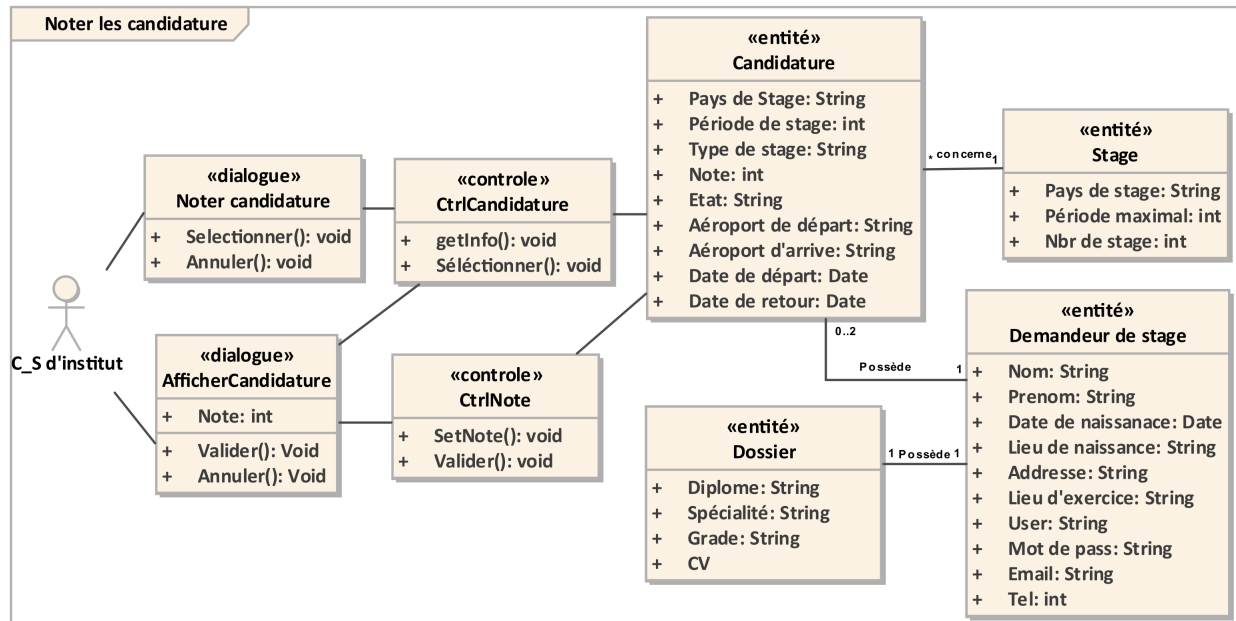 Noter les candidature
«entité»
Candidature
+ Pays de Stage: String
+ Période de stage: int
+ Type de stage: String
+ Note: int
+ Etat: String
+ Aéroport de départ: String
+ Aéroport d'arrive: String
+ Date de départ: Date
+ Date de retour: Date
* concerne 1
«entité»
Stage
+ Pays de stage: String
+ Période maximal: int
+ Nbr de stage: int
«dialogue»
Noter candidature
+ Selectionner(): void
+ Annuler(): void
«controle»
CtrlCandidature
+ getInfo(): void
+ Séléctionner(): void
C_S d'institut
«dialogue»
AfficherCandidature
+ Note: int
+ Valider(): Void
+ Annuler(): Void
«controle»
CtrlNote
+ SetNote(): void
+ Valider(): void
0..2
Possède 1
«entité»
Demandeur de stage
+ Nom: String
+ Prenom: String
+ Date de naissanace: Date
+ Lieu de naissance: String
+ Addresse: String
+ Lieu d'exercice: String
+ User: String
+ Mot de pass: String
+ Email: String
+ Tel: int
«entité»
Dossier
+ Diplome: String
+ Spécialité: String
+ Grade: String
+ CV
1 Possède 1